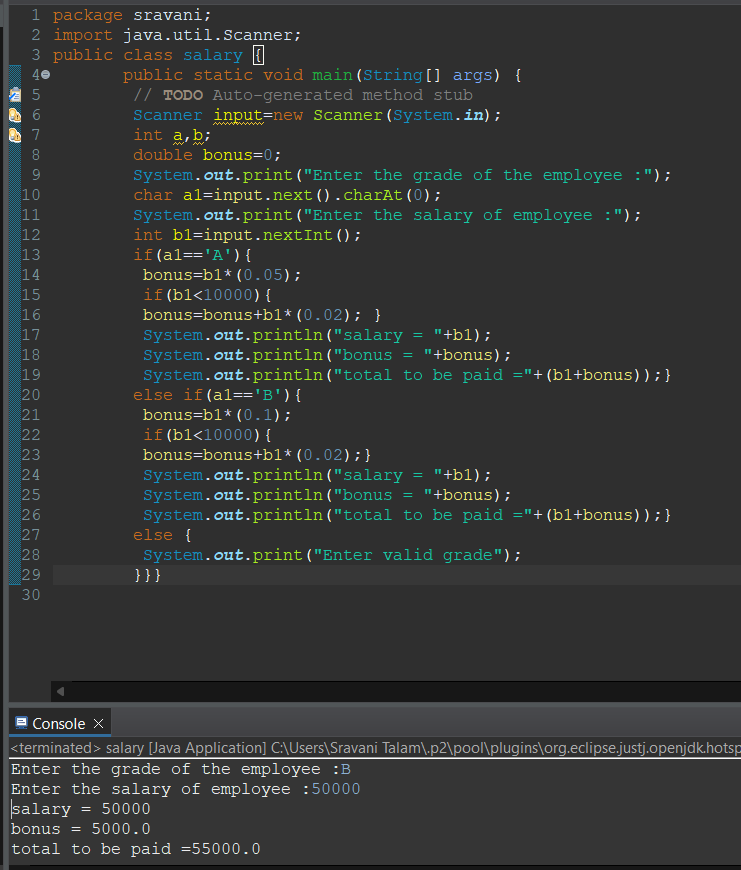 1 package sravani;
2 import java.util.Scanner;
3 public class salary {
4 public static void main(String[] args) {
5 // TODO Auto-generated method stub
6 Scanner input=new Scanner(System.in);
7 int a,b;
8 double bonus=0;
9 System.out.print("Enter the grade of the employee :");
10 char a1=input.next().charAt(0);
11 System.out.print("Enter the salary of employee :");
12 int b1=input.nextInt();
13 if(a1=='A'){
14 bonus=b1*(0.05);
15 if(b1<10000){
16 bonus=bonus+b1*(0.02); }
17 System.out.println("salary = "+b1);
18 System.out.println("bonus = "+bonus);
19 System.out.println("total to be paid ="+(b1+bonus));}
20 else if(a1=='B'){
21 bonus=b1*(0.1);
22 if(b1<10000){
23 bonus=bonus+b1*(0.02);}
24 System.out.println("salary = "+b1);
25 System.out.println("bonus = "+bonus);
26 System.out.println("total to be paid ="+(b1+bonus));}
27 else {
28 System.out.print("Enter valid grade");
29 }}}
30
Console
<terminated> salary [Java Application] C:\Users\Sravani Talam\.p2\pool\plugins\org.eclipse.justj.openjdk.hotsp
Enter the grade of the employee :B
Enter the salary of employee :50000
salary = 50000
bonus = 5000.0
total to be paid =55000.0